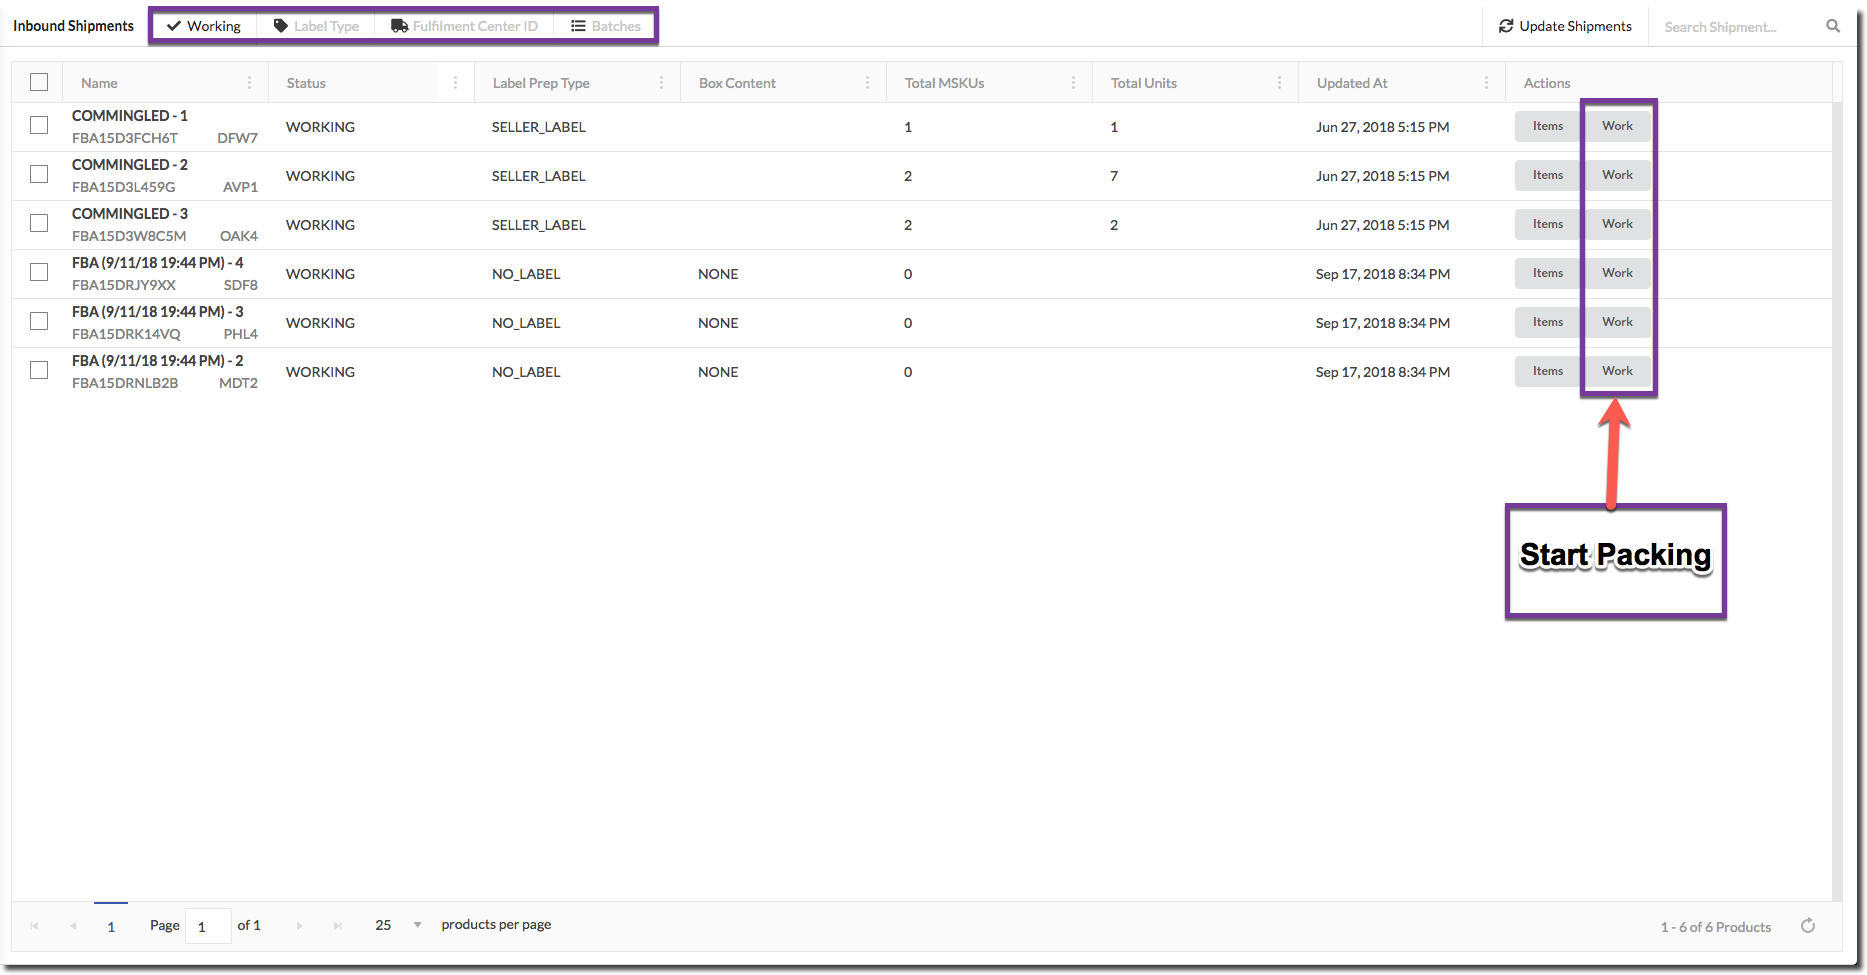 Inbound Shipments Working Label Type Fulfilment Center ID Batches Update Shipments Search Shipment...
Name Status Label Prep Type Box Content Total MSKUs Total Units Updated At Actions
COMMINGLED - 1
FBA15D3FCH6T DFW7 WORKING SELLER_LABEL 1 1 Jun 27, 2018 5:15 PM Items Work
COMMINGLED - 2
FBA15D3L459G AVP1 WORKING SELLER_LABEL 2 7 Jun 27, 2018 5:15 PM Items Work
COMMINGLED - 3
FBA15D3W8C5M OAK4 WORKING SELLER_LABEL 2 2 Jun 27, 2018 5:15 PM Items Work
FBA (9/11/18 19:44 PM) - 4
FBA15DRJY9XX SDF8 WORKING NO_LABEL NONE 0 Sep 17, 2018 8:34 PM Items Work
FBA (9/11/18 19:44 PM) - 3
FBA15DRK14VQ PHL4 WORKING NO_LABEL NONE 0 Sep 17, 2018 8:34 PM Items Work
FBA (9/11/18 19:44 PM) - 2
FBA15DRNLB2B MDT2 WORKING NO_LABEL NONE 0 Sep 17, 2018 8:34 PM Items Work
Start Packing
1 Page 1 of 1 25 products per page 1 - 6 of 6 Products